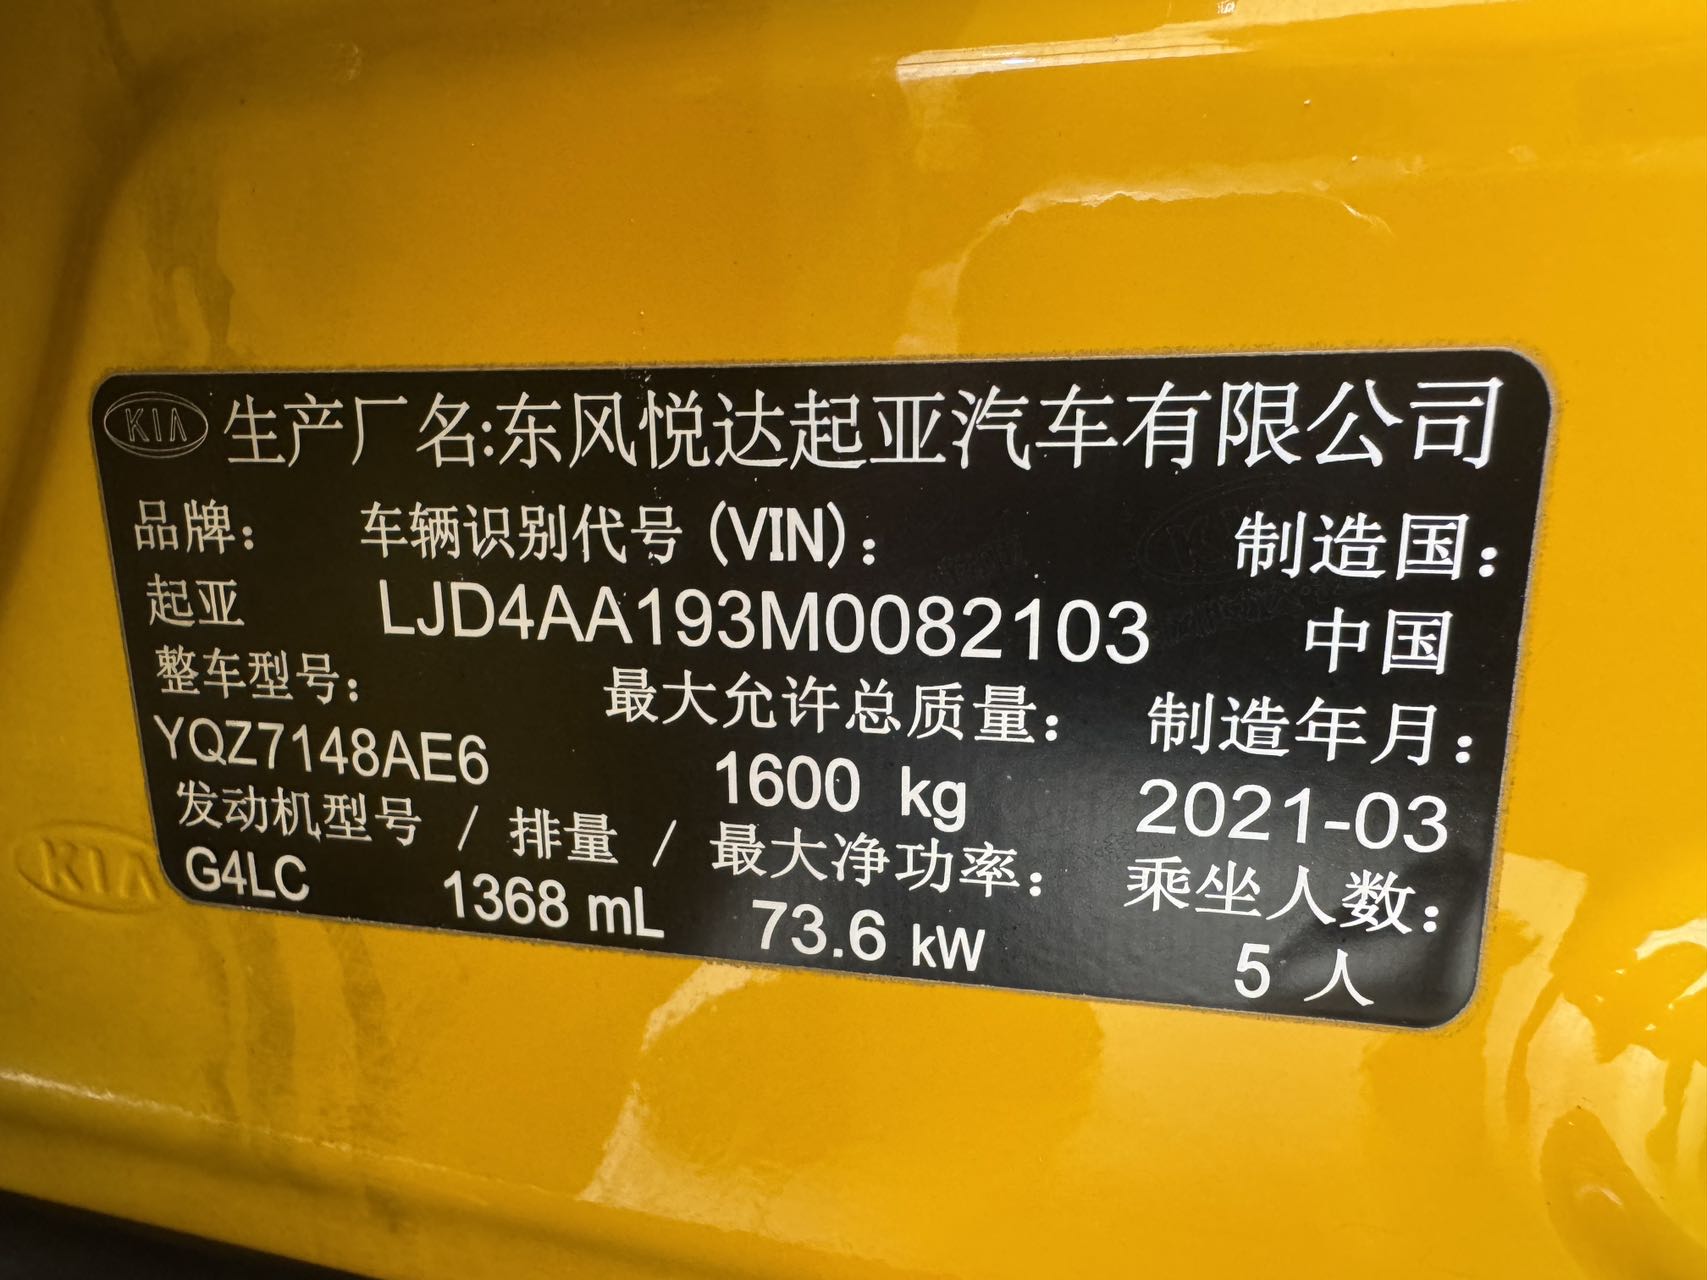 KIA 生产厂名:东风悦达起亚汽车有限公司
品牌: 车辆识别代号 (VIN): 制造国:
起亚 LJD4AA193M0082103 中国
整车型号: 最大允许总质量: 制造年月:
YQZ7148AE6 1600 kg 2021-03
发动机型号 / 排量 / 最大净功率: 乘坐人数:
G4LC 1368 mL 73.6 kW 5 人
KIA